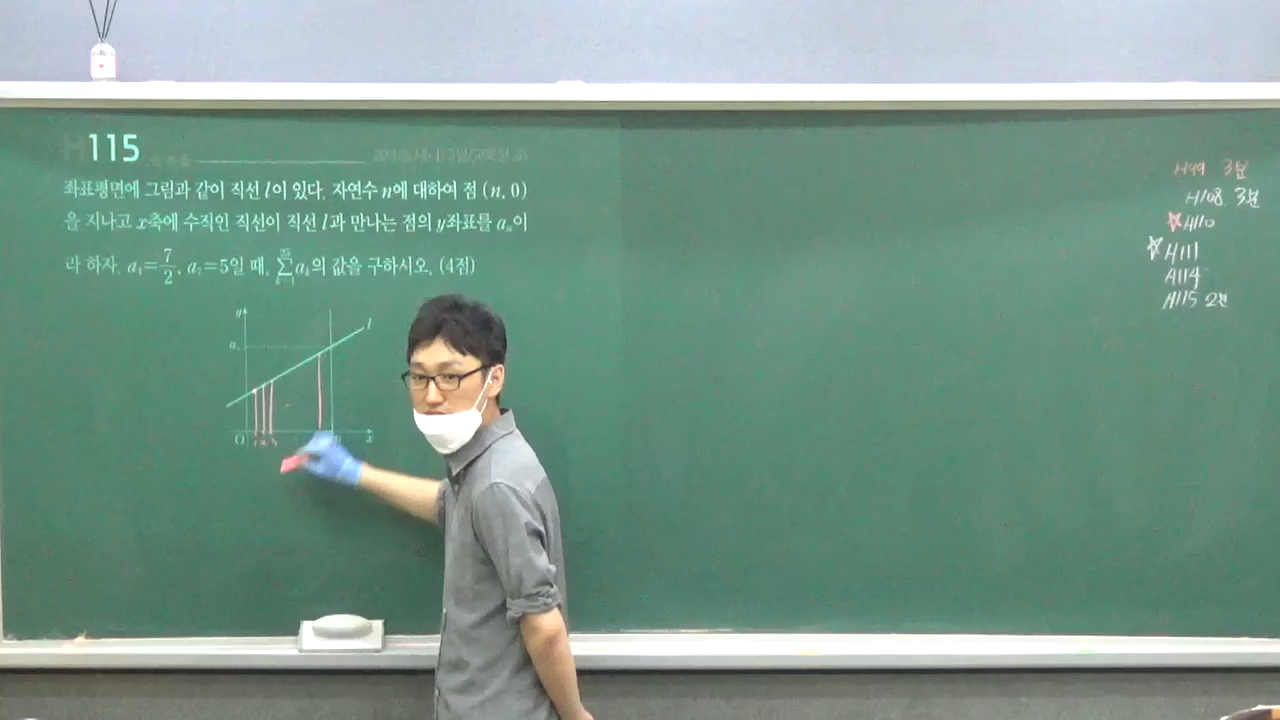 H115
좌표평면에 그림과 같이 직선 l이 있다. 자연수 n에 대하여 점 (n, 0)
을 지나고 x축에 수직인 직선이 직선 l과 만나는 점의 y좌표를 aₙ이
라 하자. a₄=7/2, a₇=5일 때, ∑aₖ의 값을 구하시오. (4점)
y
l
O
x
H99 3분
H108 3분
☆H110
☆H111
H114
H115 2분